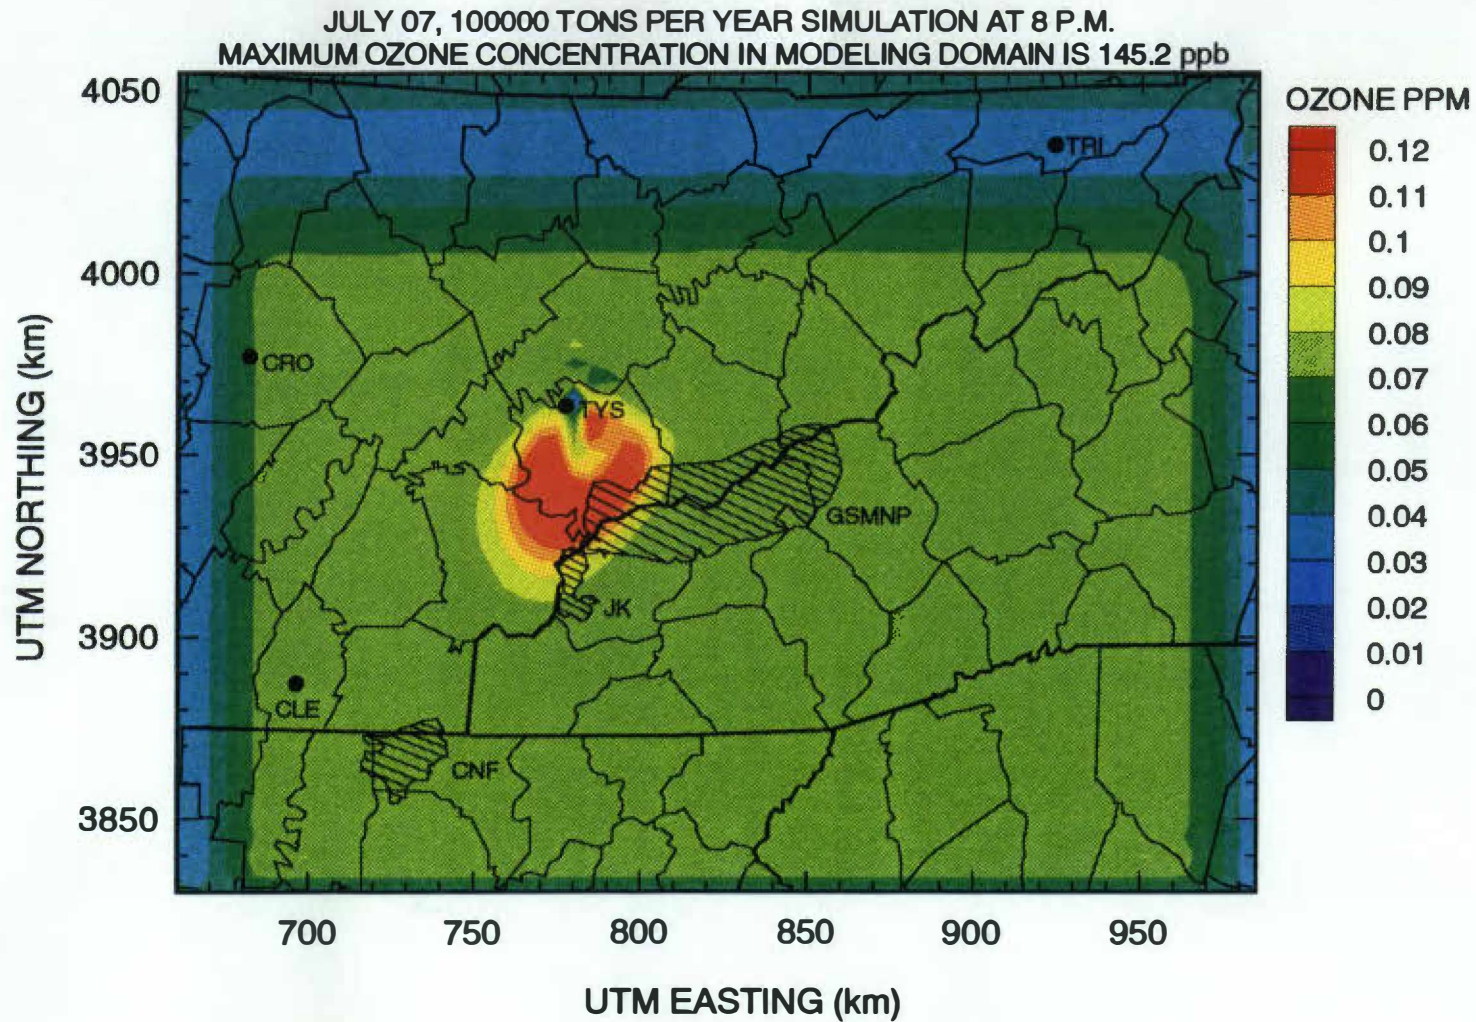 JULY 07, 100000 TONS PER YEAR SIMULATION AT 8 P.M.
MAXIMUM OZONE CONCENTRATION IN MODELING DOMAIN IS 145.2 ppb
OZONE PPM
0.12
0.11
0.1
0.09
0.08
0.07
0.06
0.05
0.04
0.03
0.02
0.01
0
UTM NORTHING (km)
4050
4000
3950
3900
3850
TRI
CRO
TYS
GSMNP
JK
CLE
CNF
700
750
800
850
900
950
UTM EASTING (km)